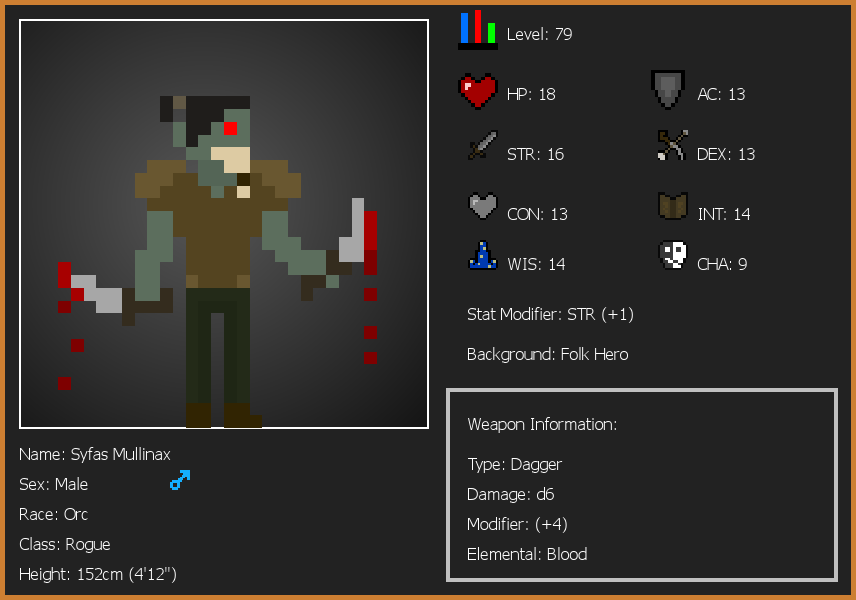 Level: 79
HP: 18
AC: 13
STR: 16
DEX: 13
CON: 13
INT: 14
WIS: 14
CHA: 9
Stat Modifier: STR (+1)
Background: Folk Hero
Weapon Information:
Type: Dagger
Damage: d6
Modifier: (+4)
Elemental: Blood
Name: Syfas Mullinax
Sex: Male
Race: Orc
Class: Rogue
Height: 152cm (4'12")